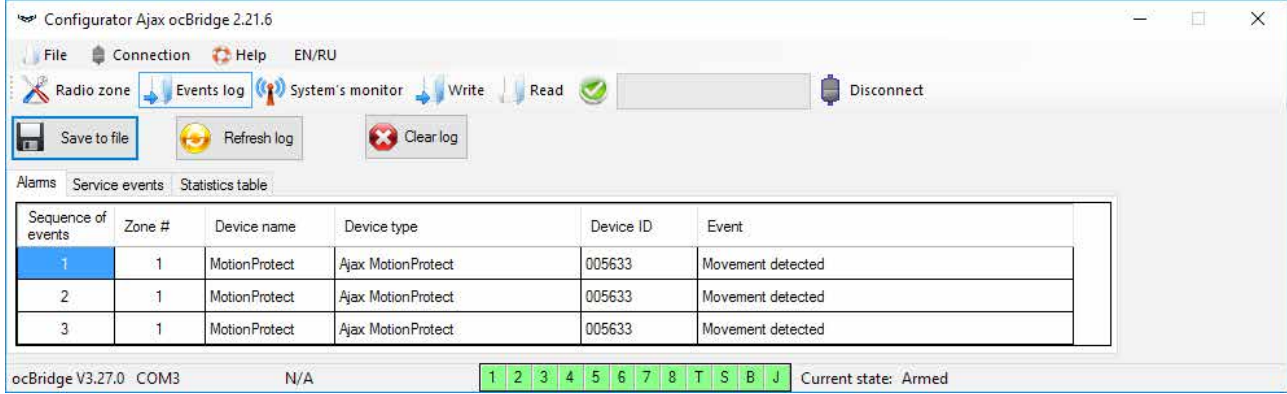 Configurator Ajax ocBridge 2.21.6
File Connection Help EN/RU
Radio zone Events log System's monitor Write Read Disconnect
Save to file Refresh log Clear log
Alarms Service events Statistics table
Sequence of events Zone # Device name Device type Device ID Event
1 1 MotionProtect Ajax MotionProtect 005633 Movement detected
2 1 MotionProtect Ajax MotionProtect 005633 Movement detected
3 1 MotionProtect Ajax MotionProtect 005633 Movement detected
ocBridge V3.27.0 COM3 N/A 1 2 3 4 5 6 7 8 T S B J Current state: Armed